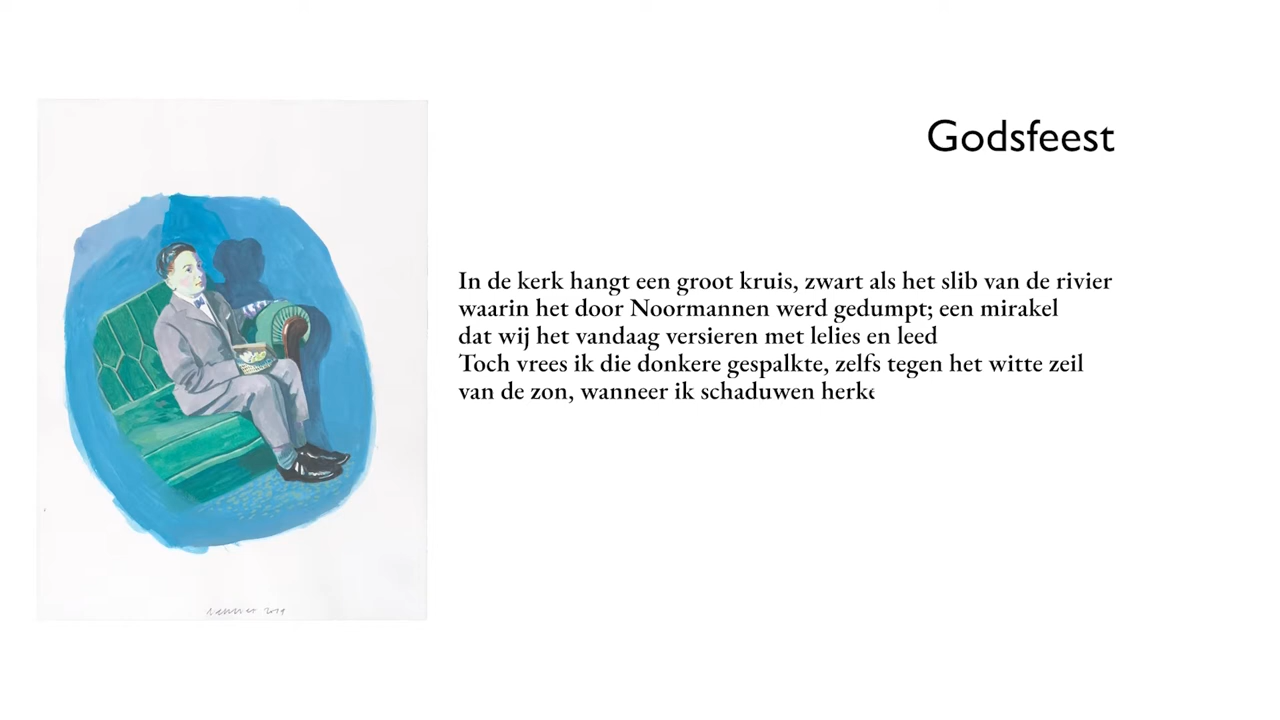 Godsfeest
In de kerk hangt een groot kruis, zwart als het slib van de rivier
waarin het door Noormannen werd gedumpt; een mirakel
dat wij het vandaag versieren met lelies en leed
Toch vrees ik die donkere gespalkte, zelfs tegen het witte zeil
van de zon, wanneer ik schaduwen herke
2019